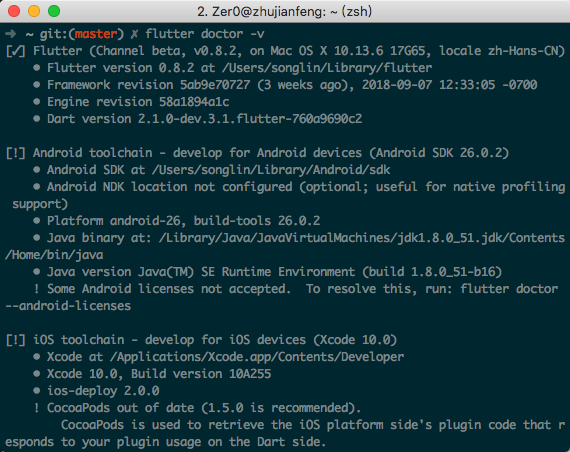 2. Zer0@zhujianfeng: ~ (zsh)
➜ ~ git:(master) ✗ flutter doctor -v
[✓] Flutter (Channel beta, v0.8.2, on Mac OS X 10.13.6 17G65, locale zh-Hans-CN)
• Flutter version 0.8.2 at /Users/songlin/Library/flutter
• Framework revision 5ab9e70727 (3 weeks ago), 2018-09-07 12:33:05 -0700
• Engine revision 58a1894a1c
• Dart version 2.1.0-dev.3.1.flutter-760a9690c2
[!] Android toolchain - develop for Android devices (Android SDK 26.0.2)
• Android SDK at /Users/songlin/Library/Android/sdk
• Android NDK location not configured (optional; useful for native profiling
support)
• Platform android-26, build-tools 26.0.2
• Java binary at: /Library/Java/JavaVirtualMachines/jdk1.8.0_51.jdk/Contents
/Home/bin/java
• Java version Java(TM) SE Runtime Environment (build 1.8.0_51-b16)
! Some Android licenses not accepted.  To resolve this, run: flutter doctor
--android-licenses
[!] iOS toolchain - develop for iOS devices (Xcode 10.0)
• Xcode at /Applications/Xcode.app/Contents/Developer
• Xcode 10.0, Build version 10A255
• ios-deploy 2.0.0
! CocoaPods out of date (1.5.0 is recommended).
CocoaPods is used to retrieve the iOS platform side's plugin code that r
esponds to your plugin usage on the Dart side.